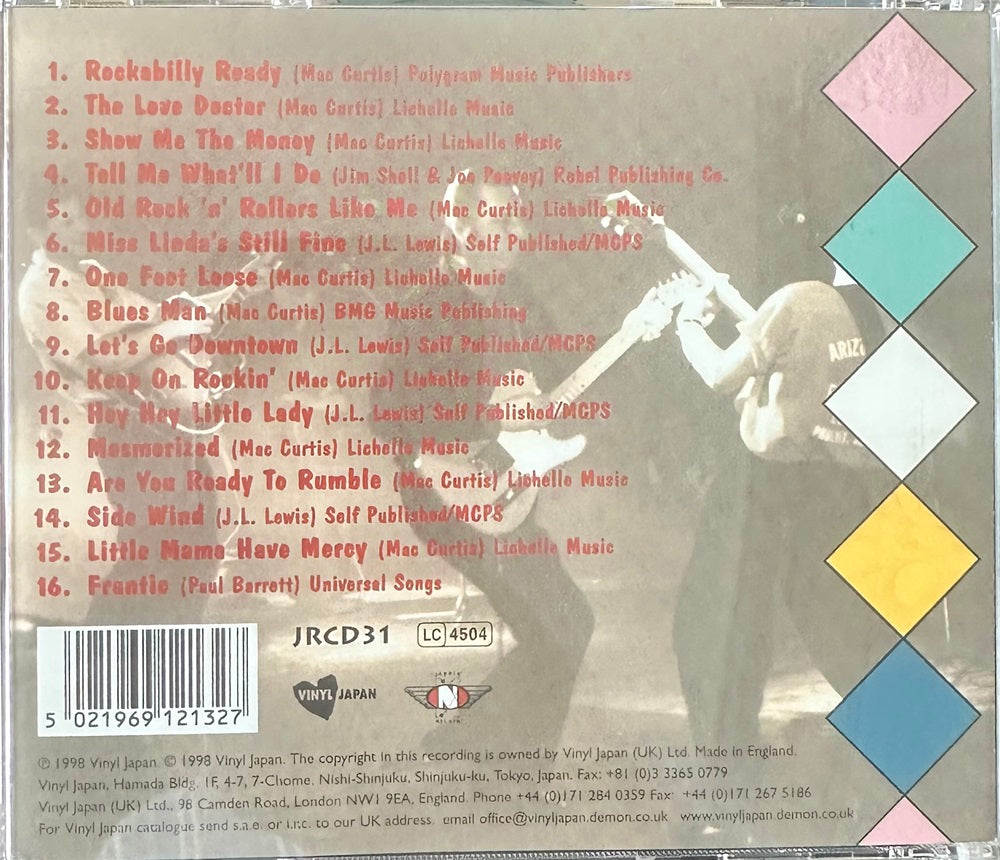 1. Rockabilly Ready (Mac Curtis) Polygram Music Publishers
2. The Love Doctor (Mac Curtis) Lichelle Music
3. Show Me The Money (Mac Curtis) Lichelle Music
4. Tell Me What'll I Do (Jim Shell & Joe Peevey) Rebel Publishing Co.
5. Old Rock 'n' Rollers Like Me (Mac Curtis) Lichelle Music
6. Miss Linda's Still Fine (J.L. Lewis) Self Published/MCPS
7. One Foot Loose (Mac Curtis) Lichelle Music
8. Blues Man (Mac Curtis) BMG Music Publishing
9. Let's Go Downtown (J.L. Lewis) Self Published/MCPS
10. Keep On Rockin' (Mac Curtis) Lichelle Music
11. Hey Hey Little Lady (J.L. Lewis) Self Published/MCPS
12. Mesmerized (Mac Curtis) Lichelle Music
13. Are You Ready To Rumble (Mac Curtis) Lichelle Music
14. Side Wind (J.L. Lewis) Self Published/MCPS
15. Little Mama Have Mercy (Mac Curtis) Lichelle Music
16. Frantic (Paul Barrett) Universal Songs
JRCD31 LC 4504
VINYL JAPAN N
5 021969 121327
℗ 1998 Vinyl Japan. © 1998 Vinyl Japan. The copyright in this recording is owned by Vinyl Japan (UK) Ltd. Made in England.
Vinyl Japan, Hamada Bldg. 1F, 4-7, 7-Chome, Nishi-Shinjuku, Shinjuku-ku, Tokyo, Japan. Fax: +81 (0)3 3365 0779
Vinyl Japan (UK) Ltd., 98 Camden Road, London NW1 9EA, England. Phone +44 (0)171 284 0359 Fax: +44 (0)171 267 5186
For Vinyl Japan catalogue send s.a.e. or i.r.c. to our UK address. email office@vinyljapan.demon.co.uk www.vinyljapan.demon.co.uk